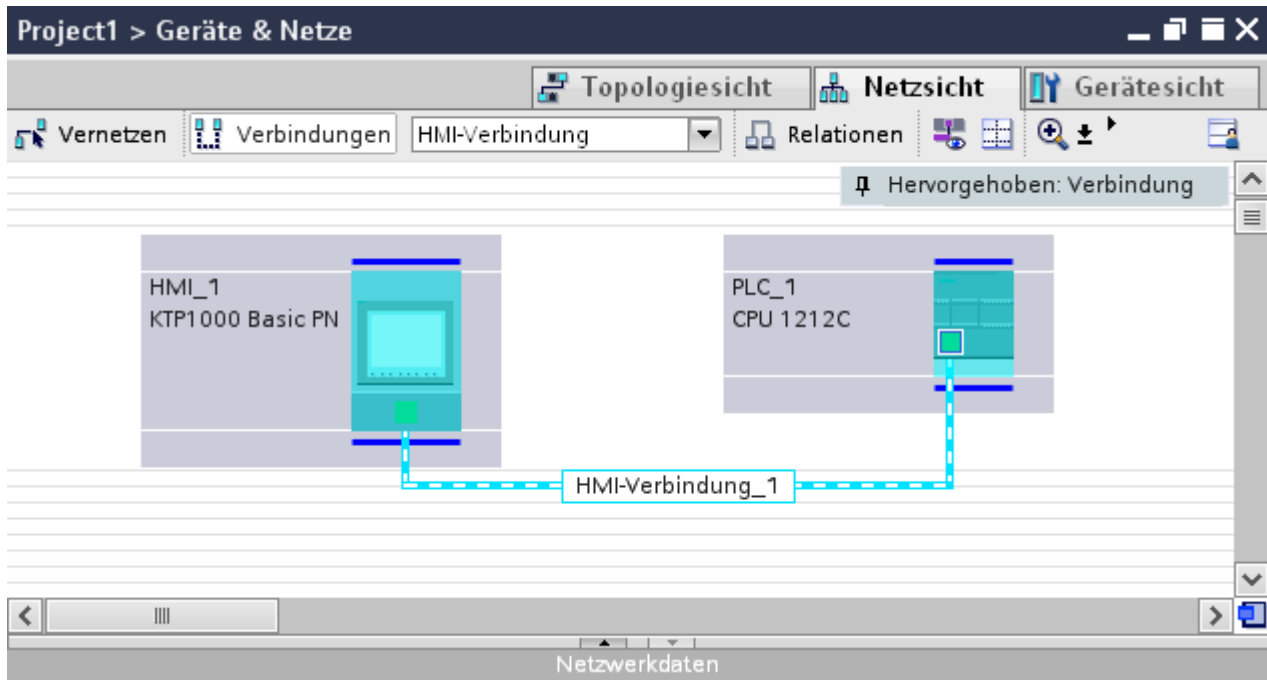 Project1 > Geräte & Netze
Topologiesicht
Netzsicht
Gerätesicht
Vernetzen
Verbindungen
HMI-Verbindung
Relationen
Hervorgehoben: Verbindung
HMI_1
KTP1000 Basic PN
PLC_1
CPU 1212C
HMI-Verbindung_1
Netzwerkdaten